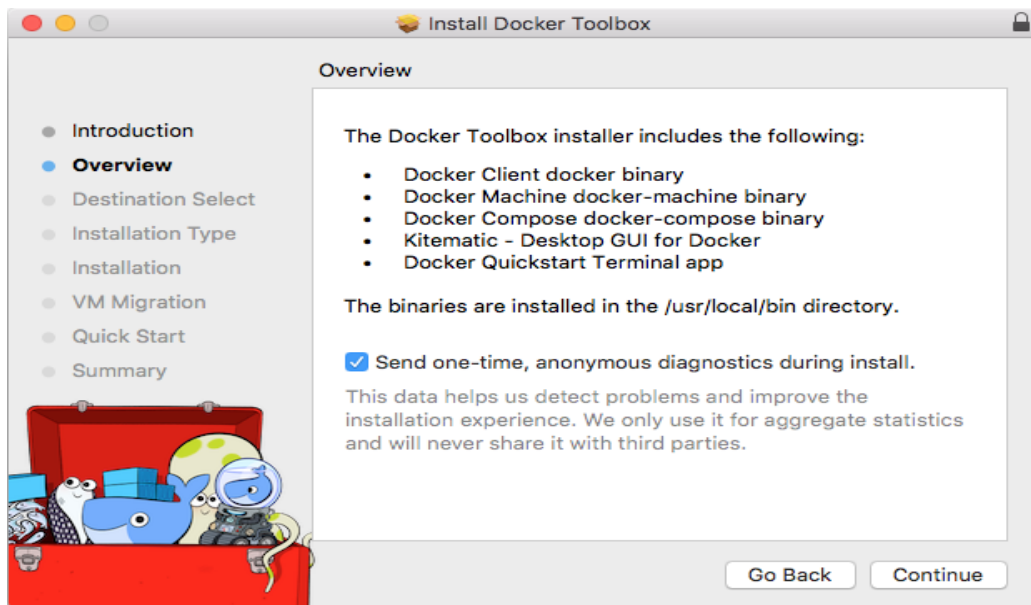 Install Docker Toolbox
Overview
Introduction
Overview
Destination Select
Installation Type
Installation
VM Migration
Quick Start
Summary
The Docker Toolbox installer includes the following:
• Docker Client docker binary
• Docker Machine docker-machine binary
• Docker Compose docker-compose binary
• Kitematic - Desktop GUI for Docker
• Docker Quickstart Terminal app
The binaries are installed in the /usr/local/bin directory.
Send one-time, anonymous diagnostics during install.
This data helps us detect problems and improve the
installation experience. We only use it for aggregate statistics
and will never share it with third parties.
Go Back
Continue